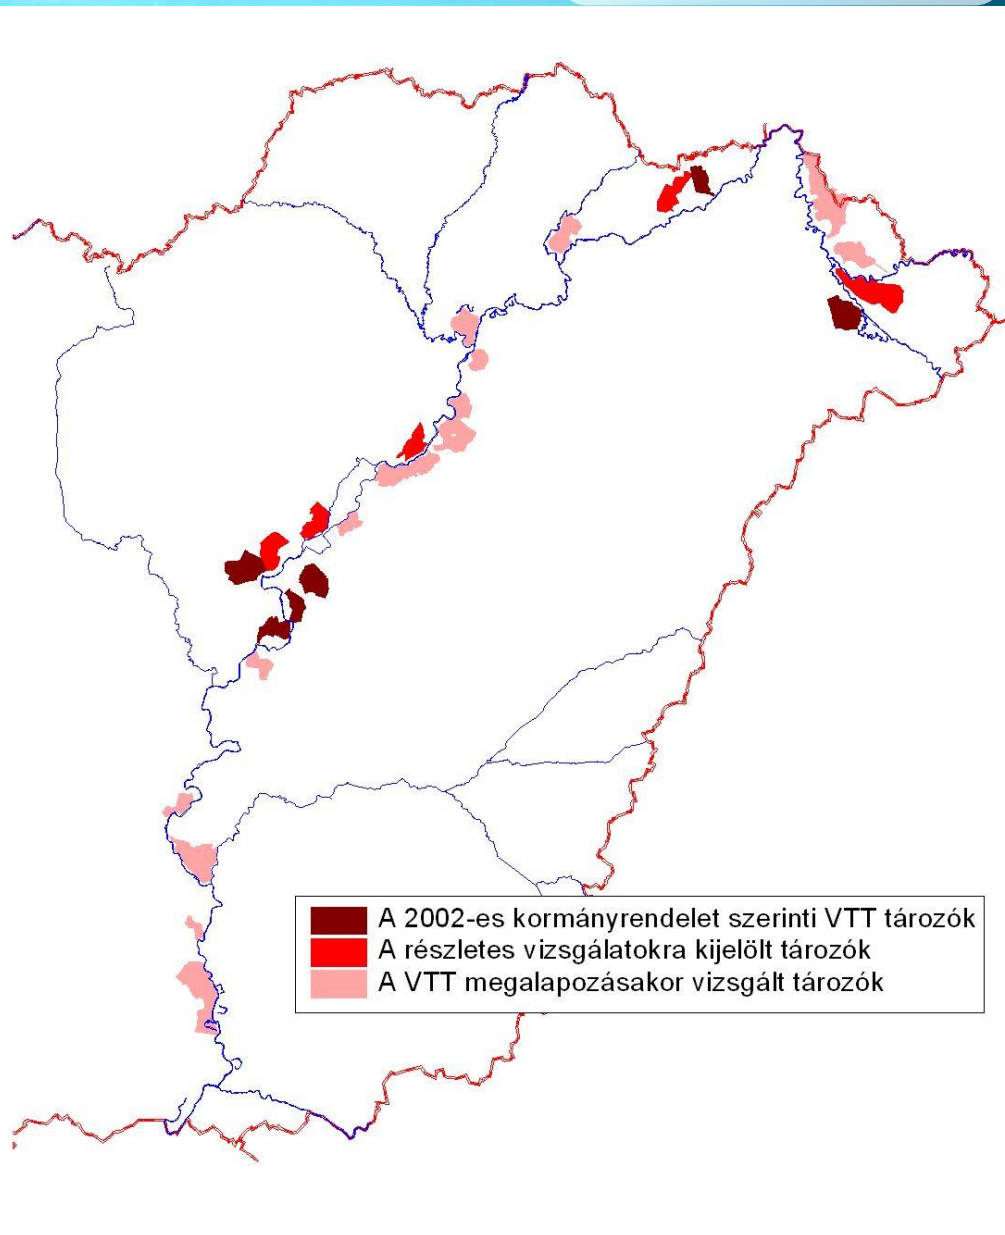 A 2002-es kormányrendelet szerinti VTT tározók
A részletes vizsgálatokra kijelölt tározók
A VTT megalapozásakor vizsgált tározók